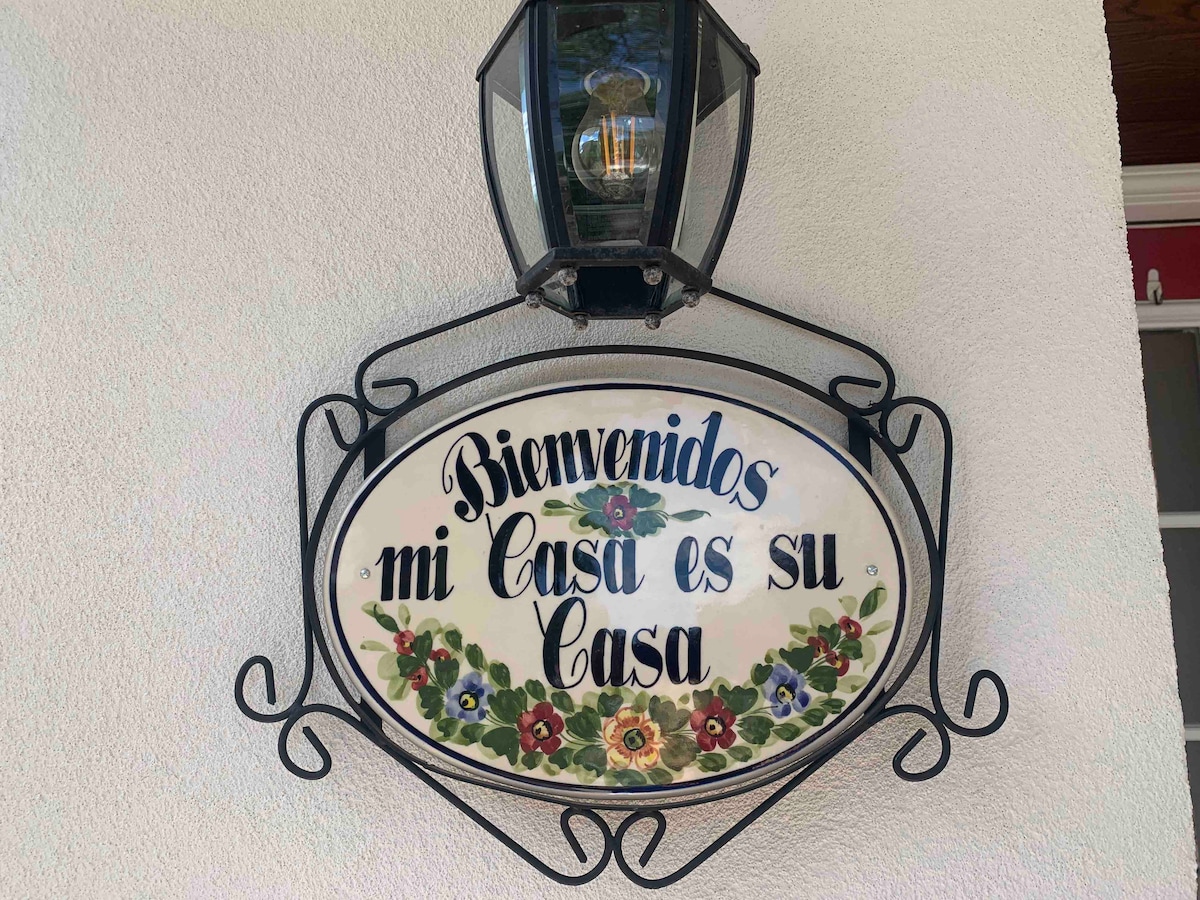 Bienvenidos
mi Casa es su
Casa